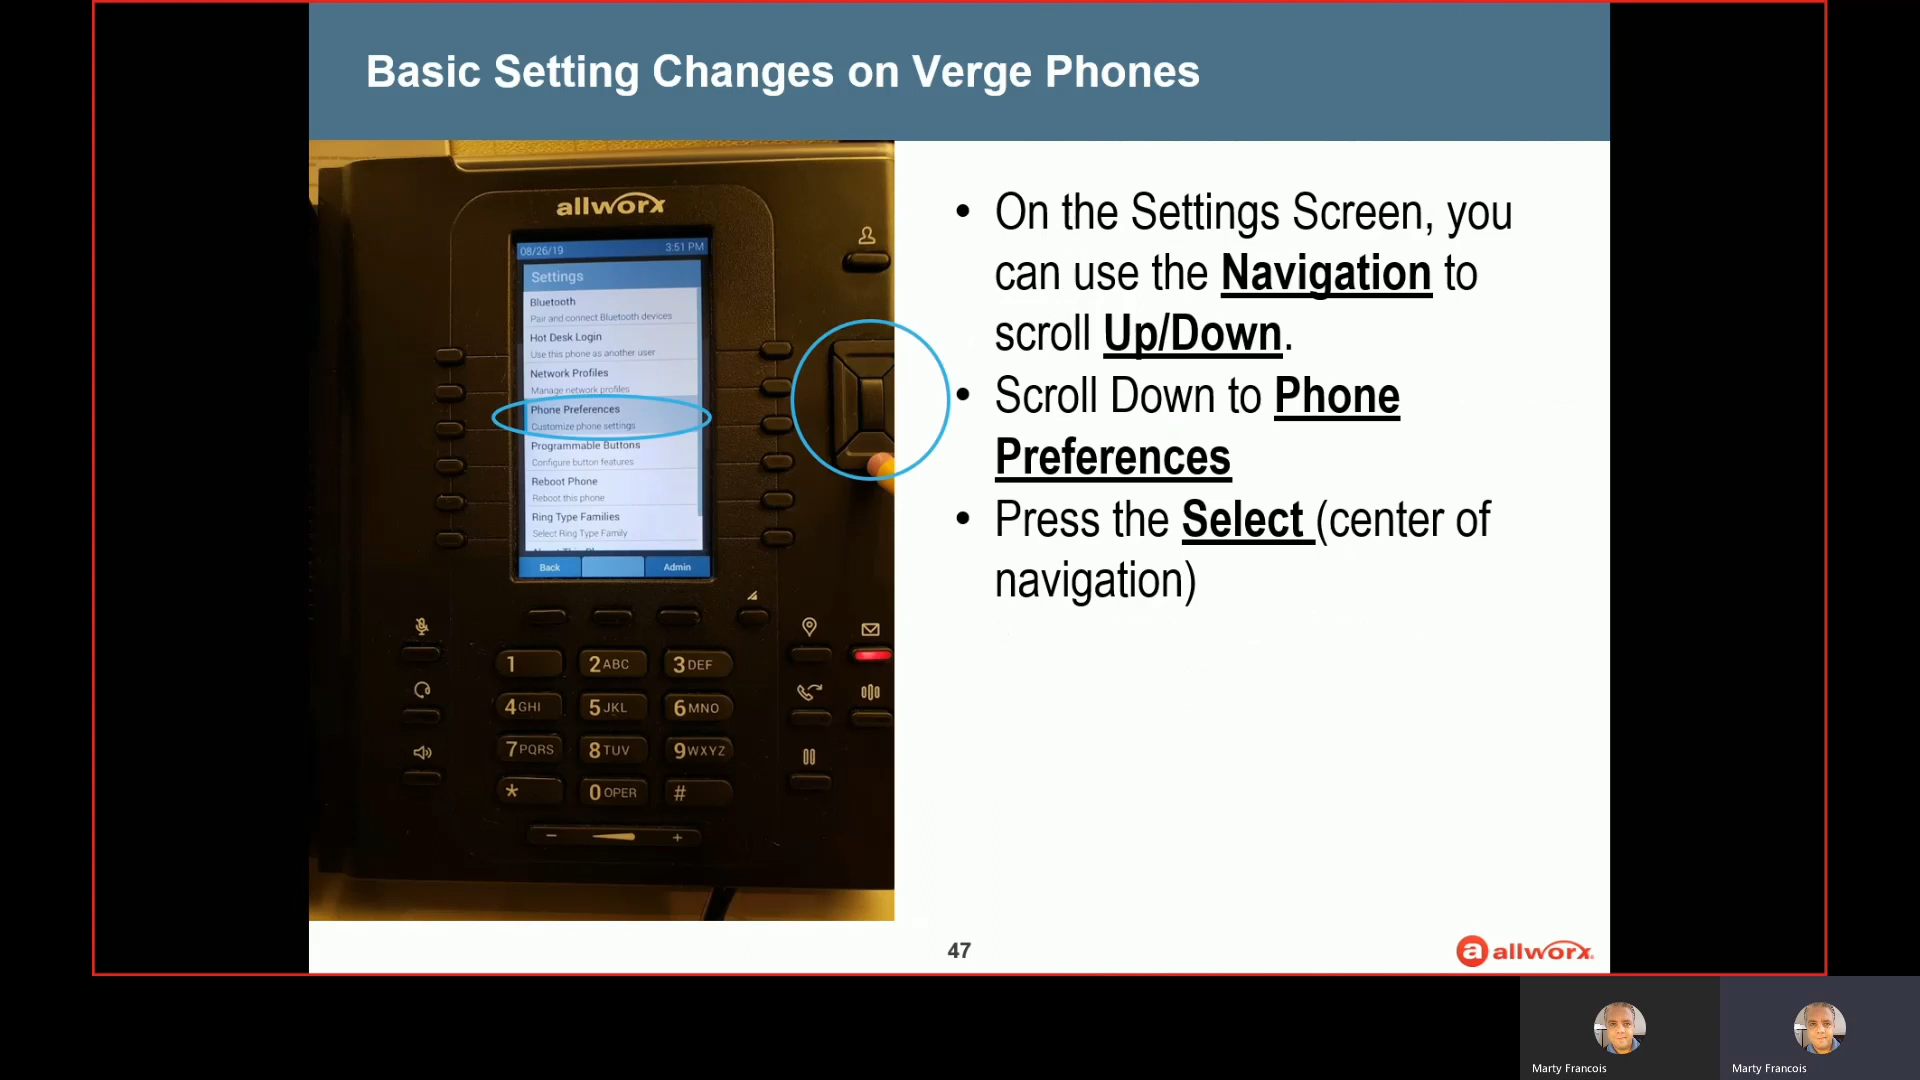 Basic Setting Changes on Verge Phones
allworx
08/26/19 3:51 PM
Settings
Bluetooth
Pair and connect Bluetooth devices
Hot Desk Login
Use this phone as another user
Network Profiles
Manage network profiles
Phone Preferences
Customize phone settings
Programmable Buttons
Configure button features
Reboot Phone
Reboot this phone
Ring Type Families
Select Ring Type Family
Back Admin
1 2 ABC 3 DEF
4 GHI 5 JKL 6 MNO
7 PQRS 8 TUV 9 WXYZ
* 0 OPER #
− +
• On the Settings Screen, you
can use the Navigation to
scroll Up/Down.
• Scroll Down to Phone
Preferences
• Press the Select (center of
navigation)
47
a allworx
Marty Francois
Marty Francois